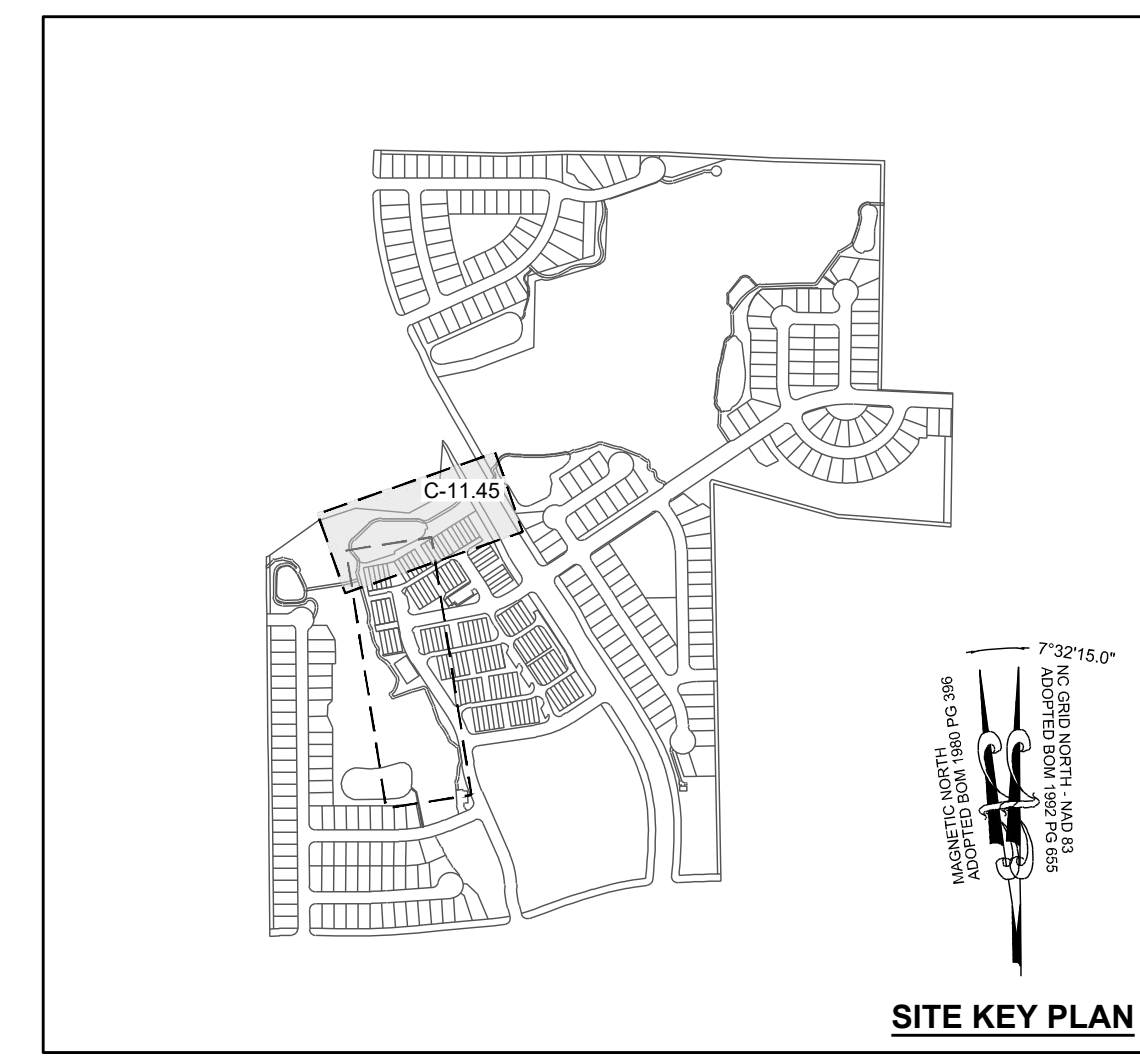 C-11.45
7°32'15.0"
MAGNETIC NORTH
ADOPTED BOM 1980 PG 396
NC GRID NORTH - NAD 83
ADOPTED BOM 1992 PG 655
SITE KEY PLAN